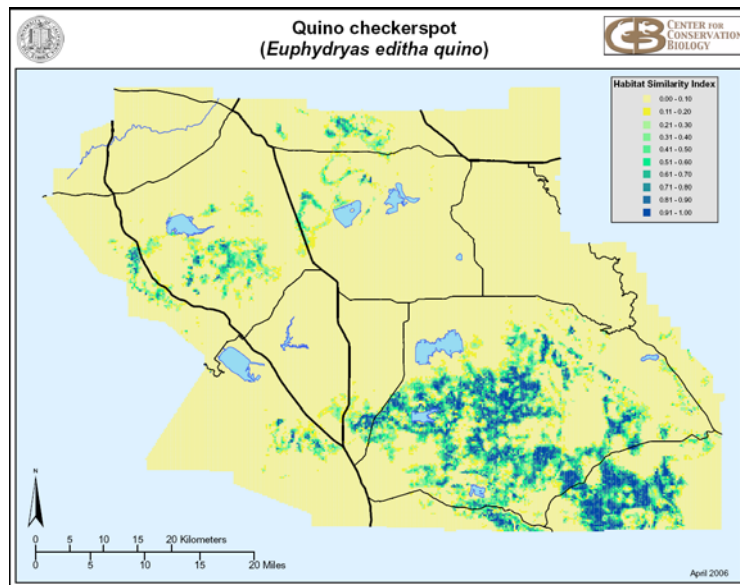 Quino checkerspot
(Euphydryas editha quino)
CCB
CENTER FOR
CONSERVATION
BIOLOGY
Habitat Similarity Index
0.00 - 0.10
0.11 - 0.20
0.21 - 0.30
0.31 - 0.40
0.41 - 0.50
0.51 - 0.60
0.61 - 0.70
0.71 - 0.80
0.81 - 0.90
0.91 - 1.00
N
0 5 10 15 20 Kilometers
0 5 10 20 Miles
April 2006